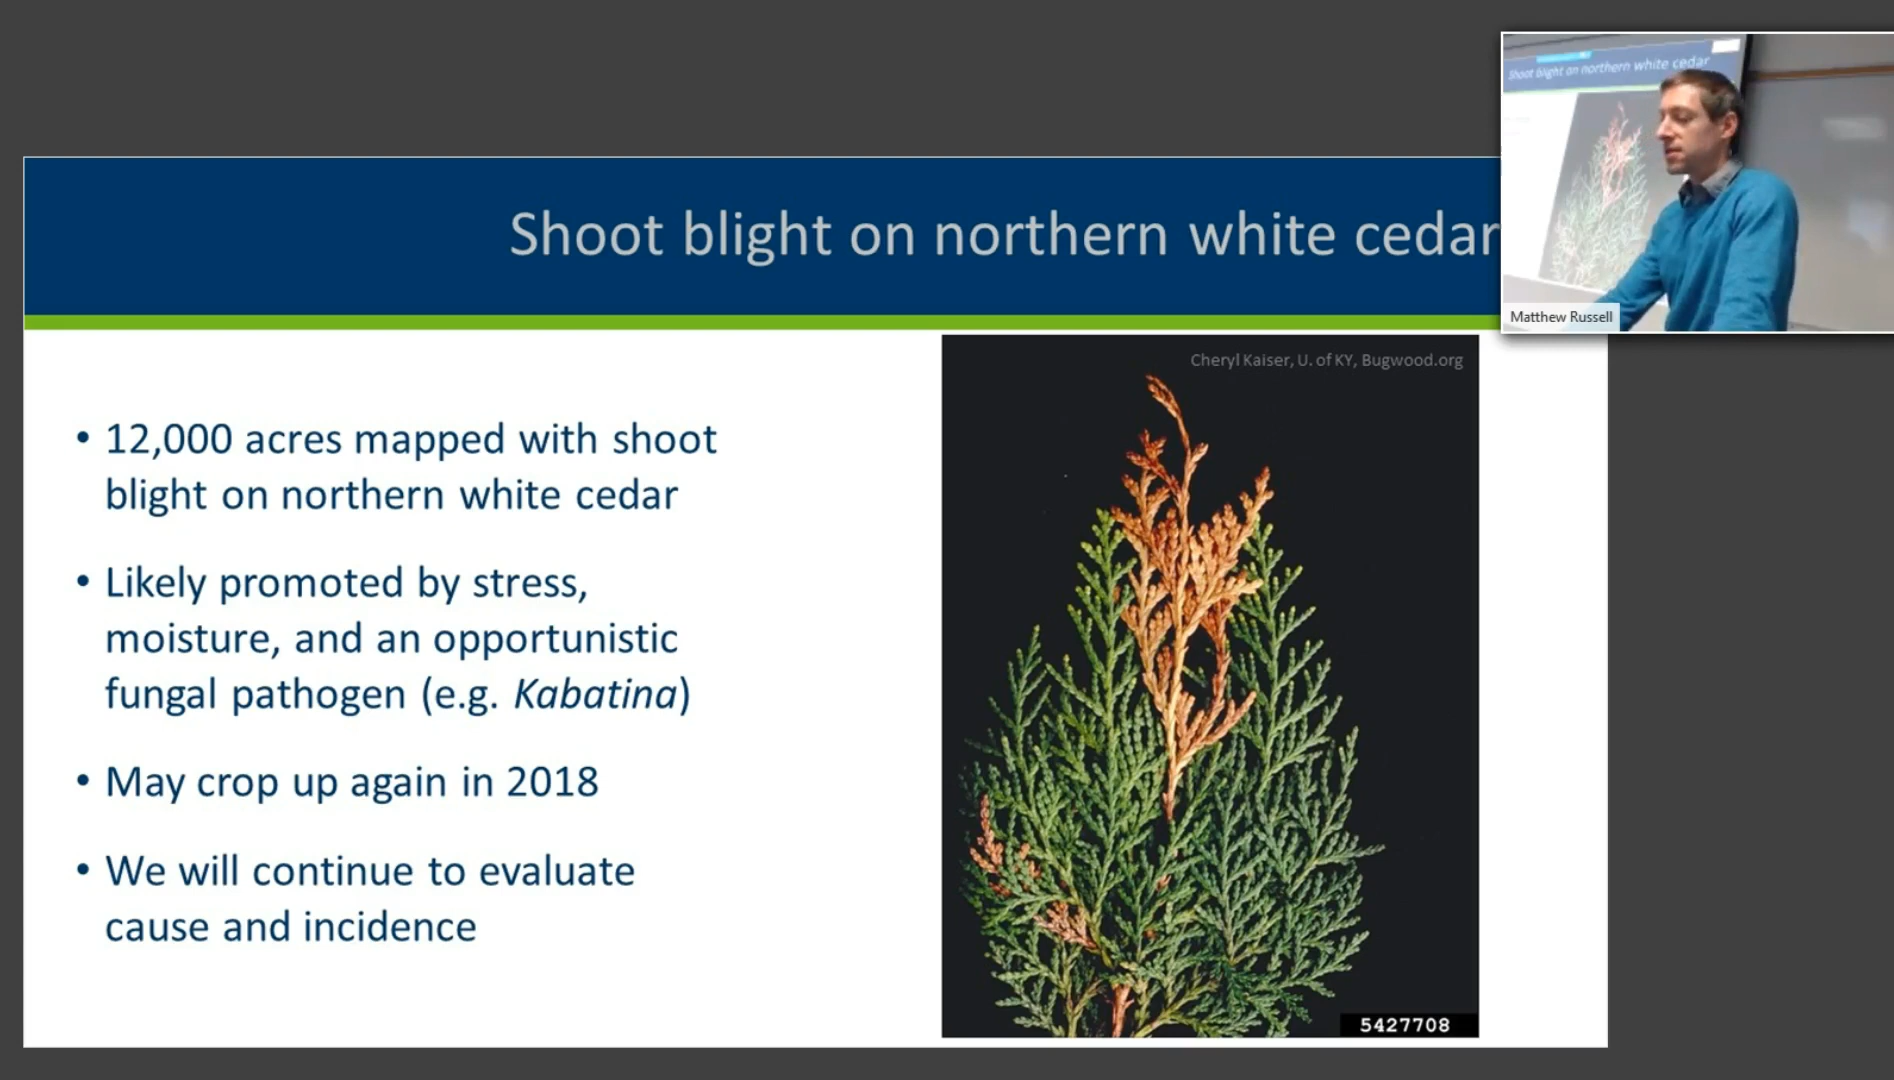 Shoot blight on northern white cedar
Shoot blight on northern white cedar
Matthew Russell
Cheryl Kaiser, U. of KY, Bugwood.org
• 12,000 acres mapped with shoot
blight on northern white cedar
• Likely promoted by stress,
moisture, and an opportunistic
fungal pathogen (e.g. Kabatina)
• May crop up again in 2018
• We will continue to evaluate
cause and incidence
5427708